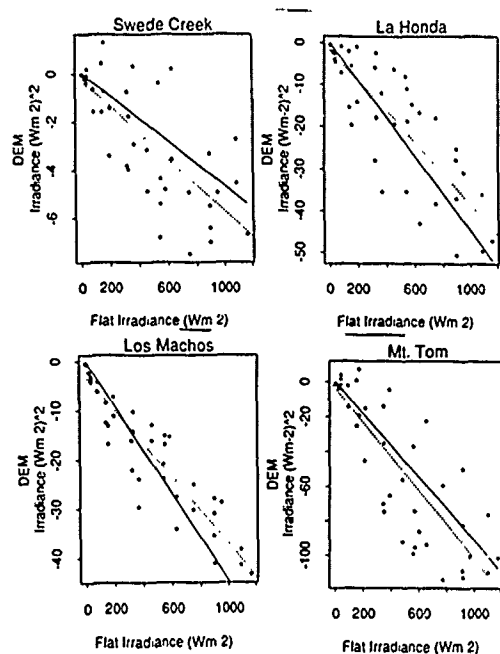 Swede Creek
DEM
Irradiance (Wm 2)^2
0
-2
-4
-6
0 200 600 1000
Flat Irradiance (Wm 2)
La Honda
DEM
Irradiance (Wm-2)^2
0
-10
-20
-30
-40
-50
0 200 600 1000
Flat Irradiance (Wm 2)
Los Machos
DEM
Irradiance (Wm 2)^2
0
-10
-20
-30
-40
0 200 600 1000
Flat Irradiance (Wm 2)
Mt. Tom
DEM
Irradiance (Wm-2)^2
0
-50
-100
0 200 600 1000
Flat Irradiance (Wm 2)